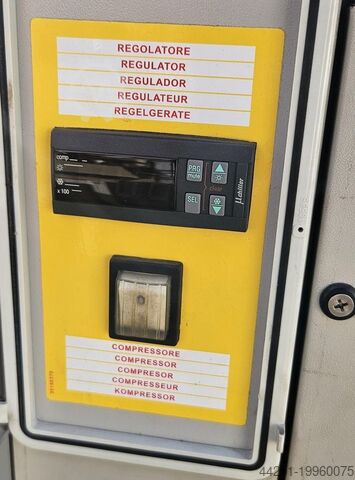 REGOLATORE
REGULATOR
REGULADOR
REGULATEUR
REGELGERATE
comp
PRG
mute
clear
x 100
SEL
µchiller
COMPRESSORE
COMPRESSOR
COMPRESOR
COMPRESSEUR
KOMPRESSOR